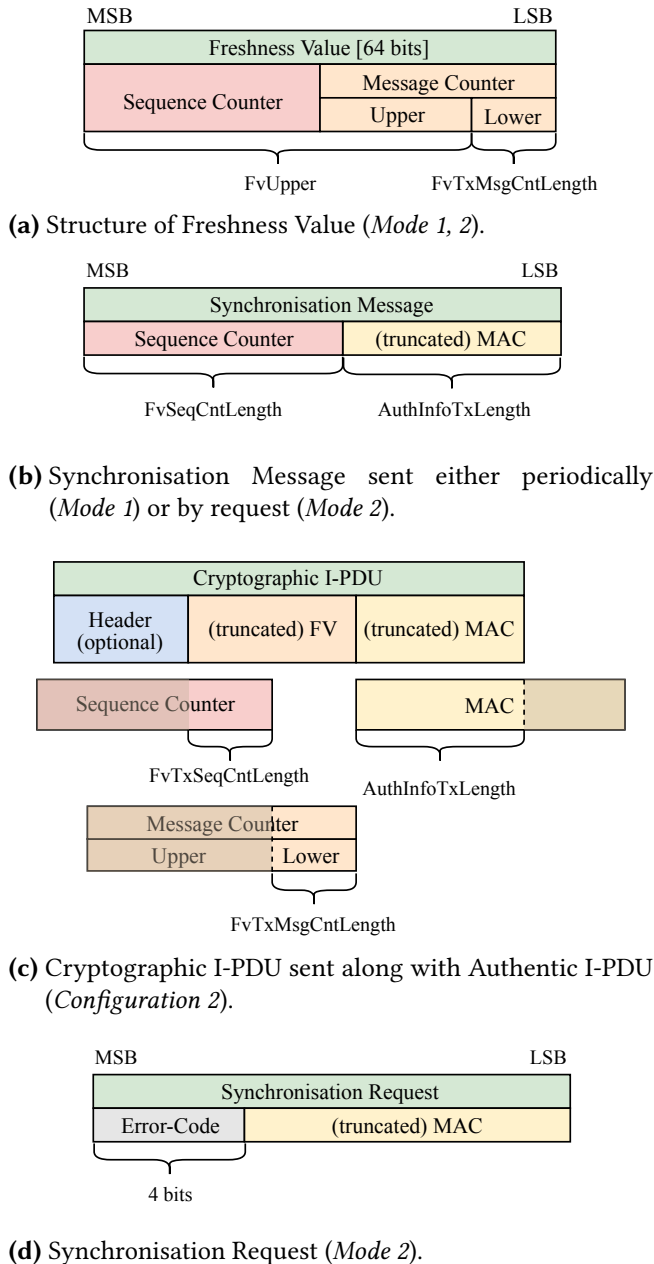 MSB LSB
Freshness Value [64 bits]
Sequence Counter Message Counter
Upper Lower
FvUpper FvTxMsgCntLength
(a) Structure of Freshness Value (Mode 1, 2).
MSB LSB
Synchronisation Message
Sequence Counter (truncated) MAC
FvSeqCntLength AuthInfoTxLength
(b) Synchronisation Message sent either periodically
(Mode 1) or by request (Mode 2).
Cryptographic I-PDU
Header
(optional) (truncated) FV (truncated) MAC
Sequence Counter MAC
FvTxSeqCntLength AuthInfoTxLength
Message Counter
Upper Lower
FvTxMsgCntLength
(c) Cryptographic I-PDU sent along with Authentic I-PDU
(Configuration 2).
MSB LSB
Synchronisation Request
Error-Code (truncated) MAC
4 bits
(d) Synchronisation Request (Mode 2).